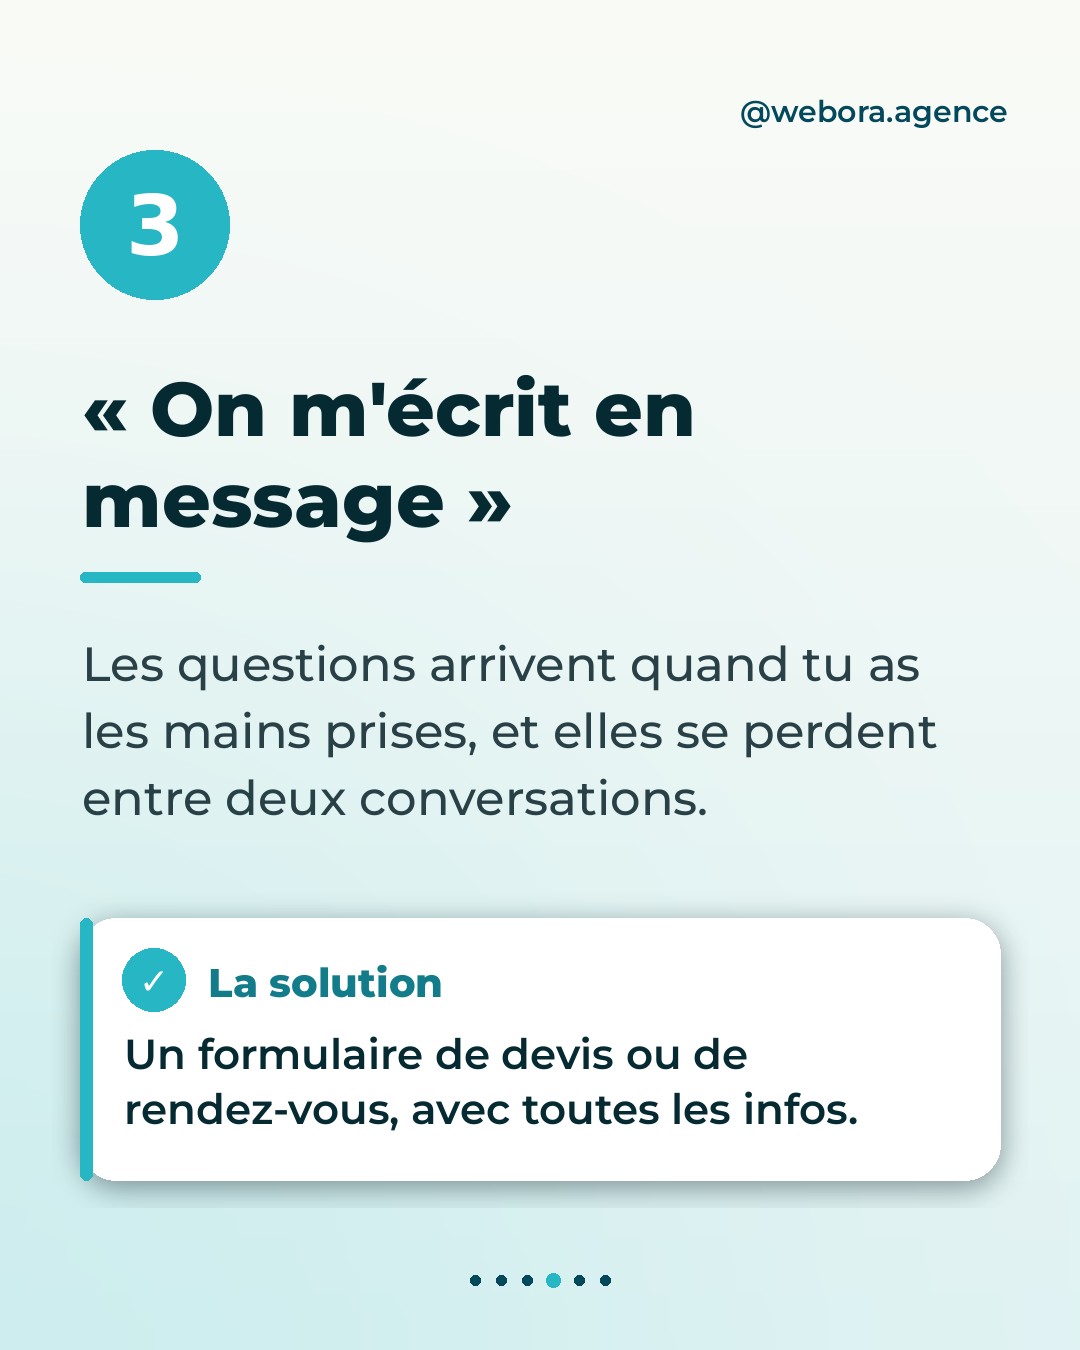 @webora.agence
3
« On m'écrit en
message »
Les questions arrivent quand tu as
les mains prises, et elles se perdent
entre deux conversations.
✓ La solution
Un formulaire de devis ou de
rendez-vous, avec toutes les infos.